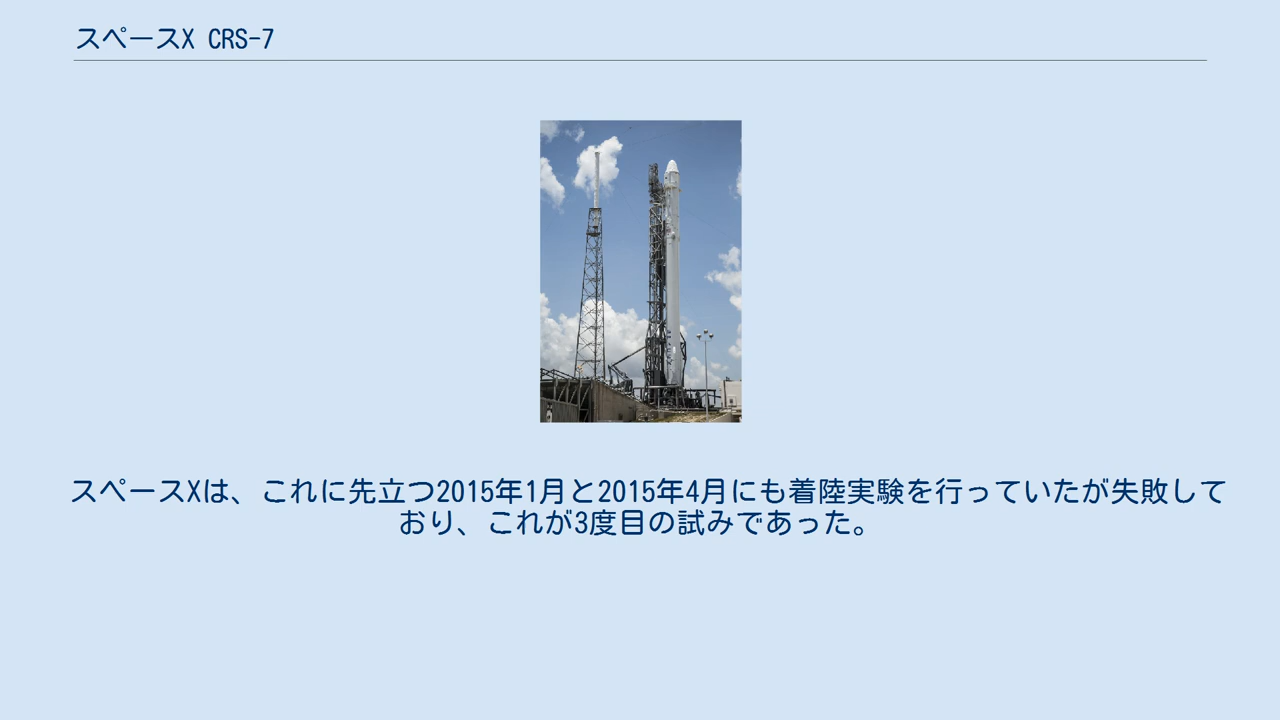 スペースX CRS-7
スペースXは、これに先立つ2015年1月と2015年4月にも着陸実験を行っていたが失敗して
おり、これが3度目の試みであった。